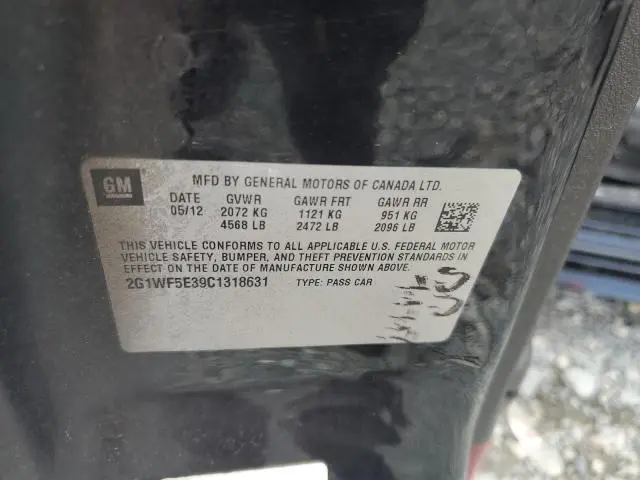 GM
MFD BY GENERAL MOTORS OF CANADA LTD.
DATE GVWR GAWR FRT GAWR RR
05/12 2072 KG 1121 KG 951 KG
4568 LB 2472 LB 2096 LB
THIS VEHICLE CONFORMS TO ALL APPLICABLE U.S. FEDERAL MOTOR
VEHICLE SAFETY, BUMPER, AND THEFT PREVENTION STANDARDS IN
EFFECT ON THE DATE OF MANUFACTURE SHOWN ABOVE.
2G1WF5E39C1318631 TYPE: PASS CAR